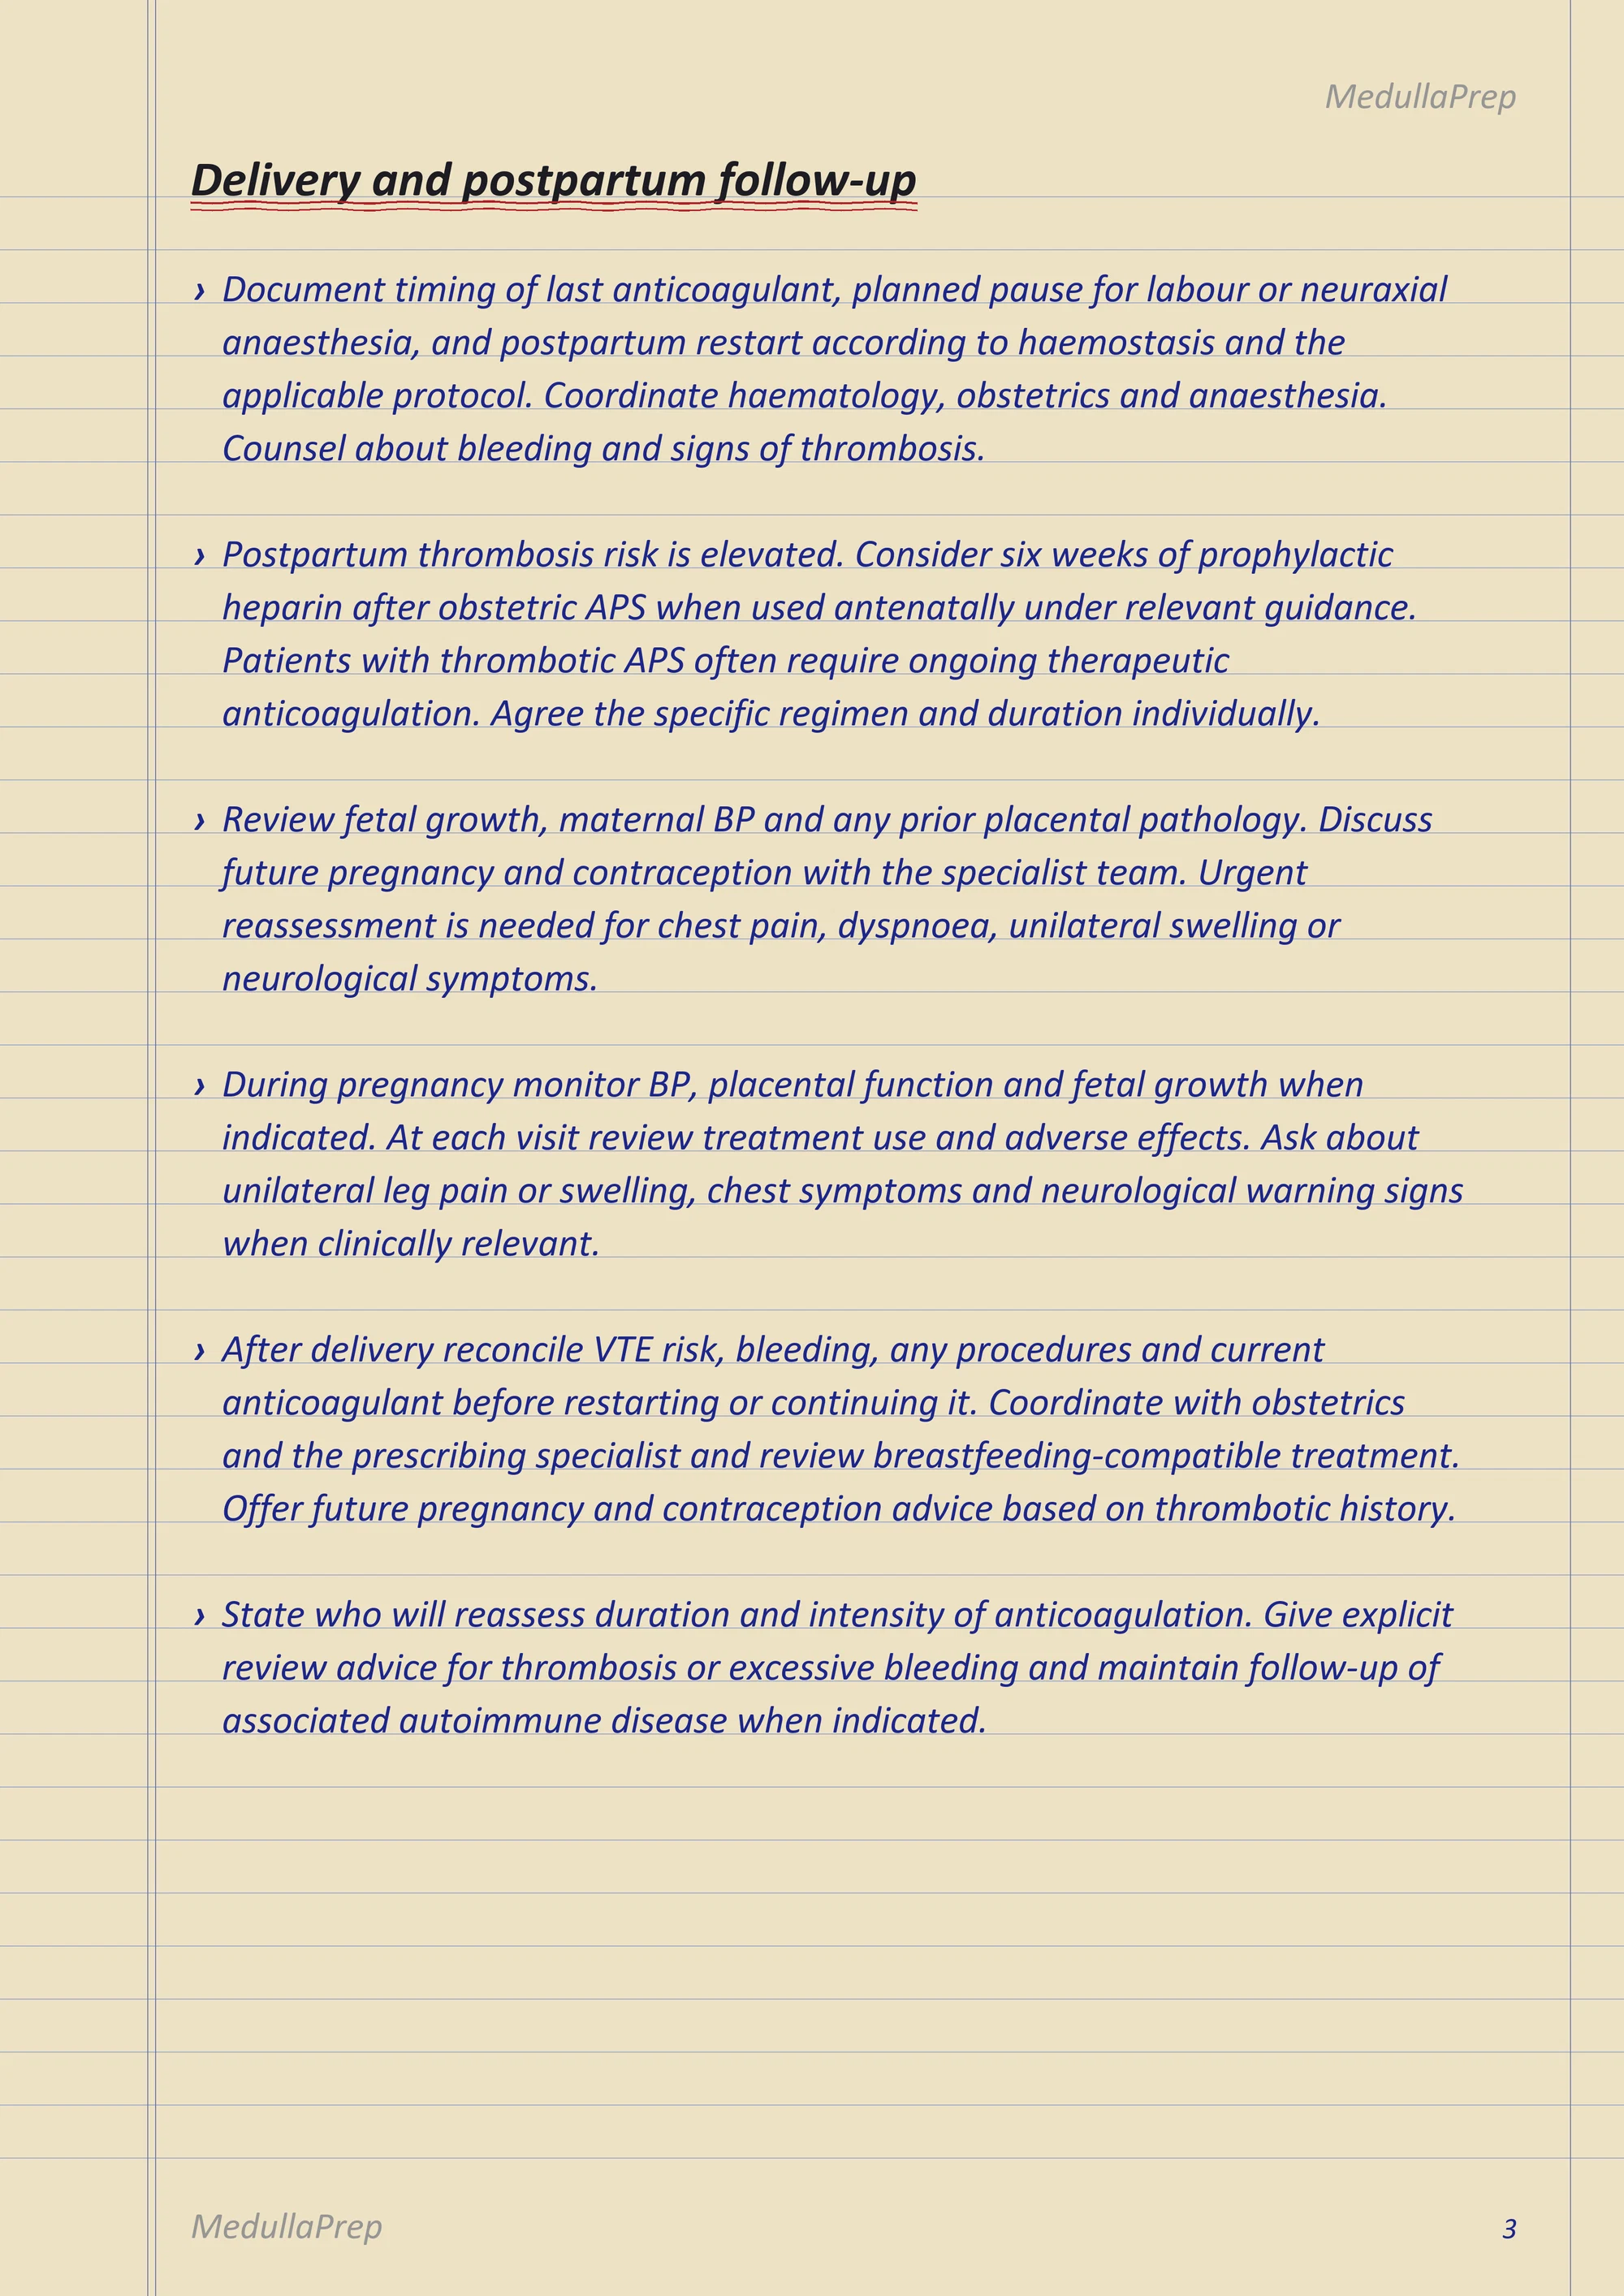 MedullaPrep
Delivery and postpartum follow-up
› Document timing of last anticoagulant, planned pause for labour or neuraxial
anaesthesia, and postpartum restart according to haemostasis and the
applicable protocol. Coordinate haematology, obstetrics and anaesthesia.
Counsel about bleeding and signs of thrombosis.
› Postpartum thrombosis risk is elevated. Consider six weeks of prophylactic
heparin after obstetric APS when used antenatally under relevant guidance.
Patients with thrombotic APS often require ongoing therapeutic
anticoagulation. Agree the specific regimen and duration individually.
› Review fetal growth, maternal BP and any prior placental pathology. Discuss
future pregnancy and contraception with the specialist team. Urgent
reassessment is needed for chest pain, dyspnoea, unilateral swelling or
neurological symptoms.
› During pregnancy monitor BP, placental function and fetal growth when
indicated. At each visit review treatment use and adverse effects. Ask about
unilateral leg pain or swelling, chest symptoms and neurological warning signs
when clinically relevant.
› After delivery reconcile VTE risk, bleeding, any procedures and current
anticoagulant before restarting or continuing it. Coordinate with obstetrics
and the prescribing specialist and review breastfeeding-compatible treatment.
Offer future pregnancy and contraception advice based on thrombotic history.
› State who will reassess duration and intensity of anticoagulation. Give explicit
review advice for thrombosis or excessive bleeding and maintain follow-up of
associated autoimmune disease when indicated.
MedullaPrep
3